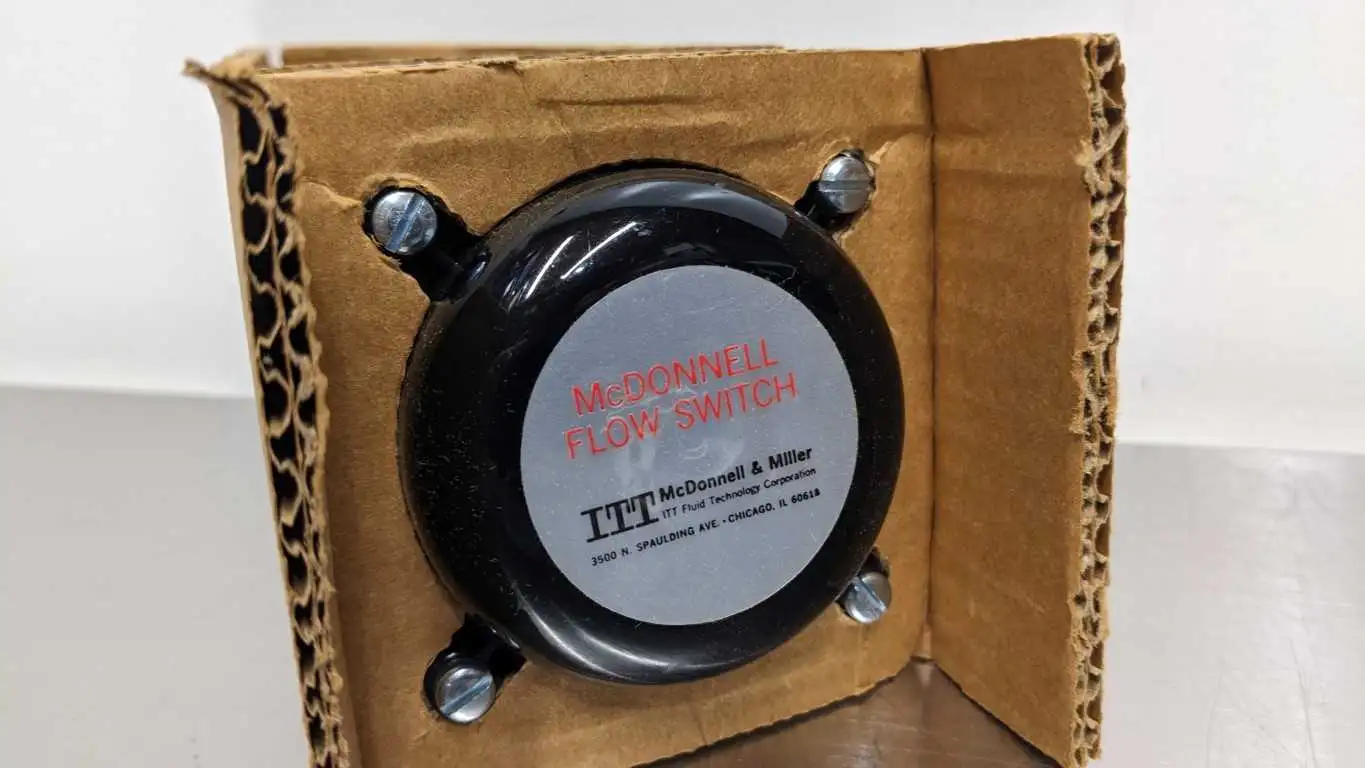 McDONNELL
FLOW SWITCH
ITT McDonnell & Miller
ITT Fluid Technology Corporation
3500 N. SPAULDING AVE. • CHICAGO, IL 60618